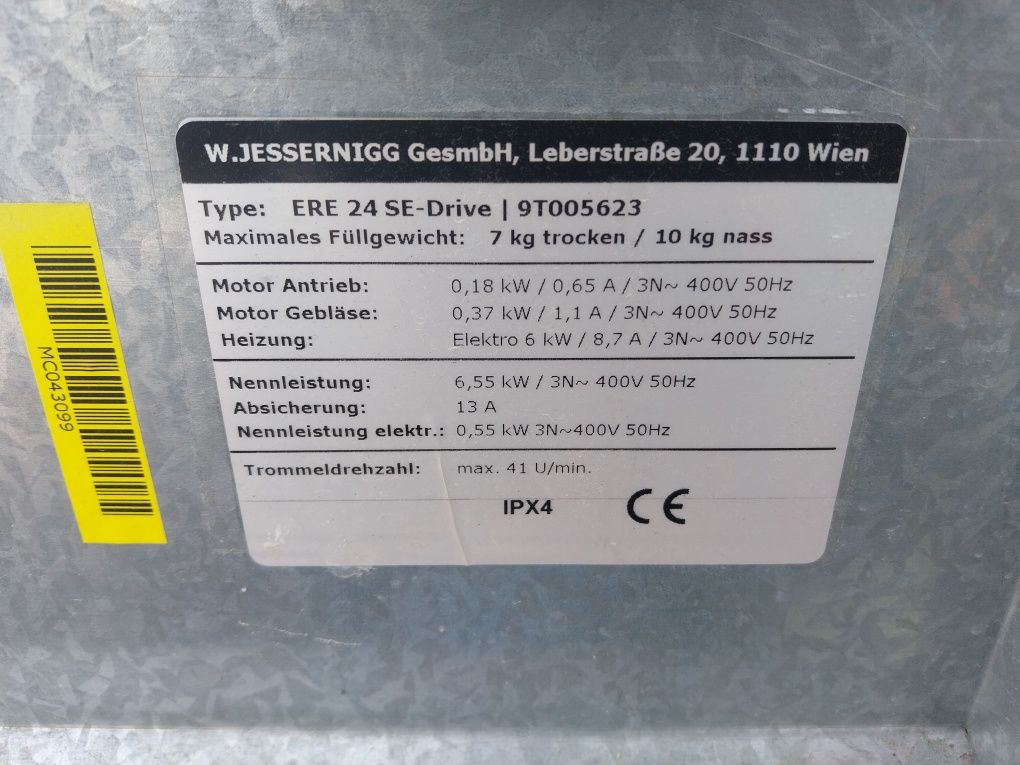 W.JESSERNIGG GesmbH, Leberstraße 20, 1110 Wien
Type: ERE 24 SE-Drive | 9T005623
Maximales Füllgewicht: 7 kg trocken / 10 kg nass
Motor Antrieb: 0,18 kW / 0,65 A / 3N~ 400V 50Hz
Motor Gebläse: 0,37 kW / 1,1 A / 3N~ 400V 50Hz
Heizung: Elektro 6 kW / 8,7 A / 3N~ 400V 50Hz
Nennleistung: 6,55 kW / 3N~ 400V 50Hz
Absicherung: 13 A
Nennleistung elektr.: 0,55 kW 3N~400V 50Hz
Trommeldrehzahl: max. 41 U/min.
IPX4 CE
MC043099